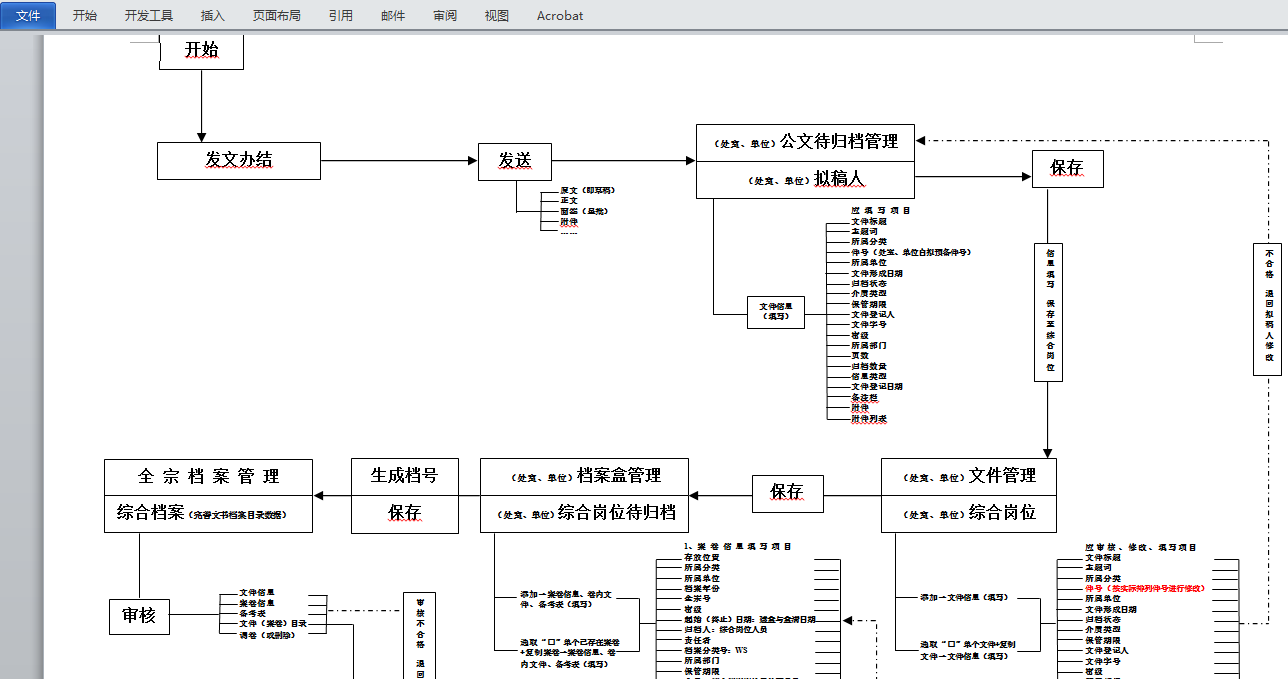 文件 开始 开发工具 插入 页面布局 引用 邮件 审阅 视图 Acrobat
开始
发文办结
发送
原文（即草稿）
正文
面签（呈批）
附件
……
（处室、单位）公文待归档管理
（处室、单位）拟稿人
保存
应填写项目
文件标题
主题词
所属分类
件号（处室、单位自拟预备件号）
所属单位
文件形成日期
归档状态
介质类型
保管期限
文件登记人
文件字号
密级
所属部门
页数
归档数量
信息类型
文件登记日期
备注档
附件
附件列表
文件信息
（填写）
信息填写 保存至综合岗位
不合格 退回拟稿人修改
全宗档案管理
综合档案（完善文书档案目录数据）
生成档号
保存
（处室、单位）档案盒管理
（处室、单位）综合岗位待归档
保存
（处室、单位）文件管理
（处室、单位）综合岗位
审核
文件信息
案卷信息
备考表
文件（案卷）目录
调卷（或删除）
审核不合格 退回
添加→案卷信息、卷内文
件、备考表（填写）
选取“口”单个已存在案卷
+复制案卷→案卷信息、卷
内文件、备考表（填写）
1、案卷信息填写项目
存放位置
所属分类
所属单位
档案年份
全宗号
密级
起始（终止）日期：随盒与盒滑日期
归档人：综合岗位人员
责任者
档案分类号：WS
所属部门
保管期限
添加→文件信息（填写）
选取“口”单个文件+复制
文件→文件信息（填写）
应审核、修改、填写项目
文件标题
主题词
所属分类
件号（按实际排列件号进行修改）
所属单位
文件形成日期
归档状态
介质类型
保管期限
文件登记人
文件字号
密级